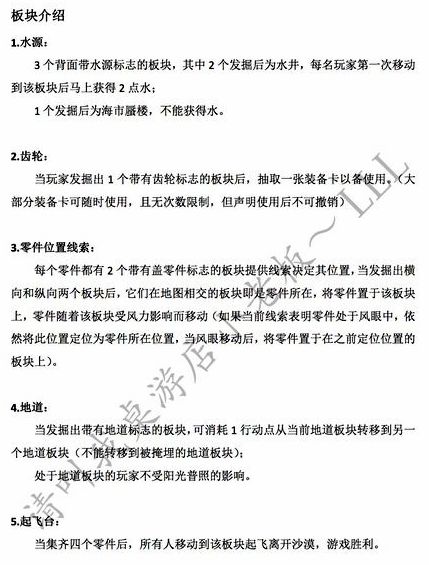 板块介绍
1.水源：
3 个背面带水源标志的板块，其中 2 个发掘后为水井，每名玩家第一次移动
到该板块后马上获得 2 点水；
1 个发掘后为海市蜃楼，不能获得水。
2.齿轮：
当玩家发掘出 1 个带有齿轮标志的板块后，抽取一张装备卡以备使用。（大
部分装备卡可随时使用，且无次数限制，但声明使用后不可撤销）
3.零件位置线索：
每个零件都有 2 个带有盖零件标志的板块提供线索决定其位置，当发掘出横
向和纵向两个板块后，它们在地图相交的板块即是零件所在，将零件置于该板块
上，零件随着该板块受风力影响而移动（如果当前线索表明零件处于风眼中，依
然将此位置定位为零件所在位置，当风眼移动后，将零件置于在之前定位位置的
板块上）。
4.地道：
当发掘出带有地道标志的板块，可消耗 1 行动点从当前地道板块转移到另一
个地道板块（不能转移到被掩埋的地道板块）；
处于地道板块的玩家不受阳光普照的影响。
5.起飞台：
当集齐四个零件后，所有人移动到该板块起飞离开沙漠，游戏胜利。
请叫我桌游店小老板～LLL